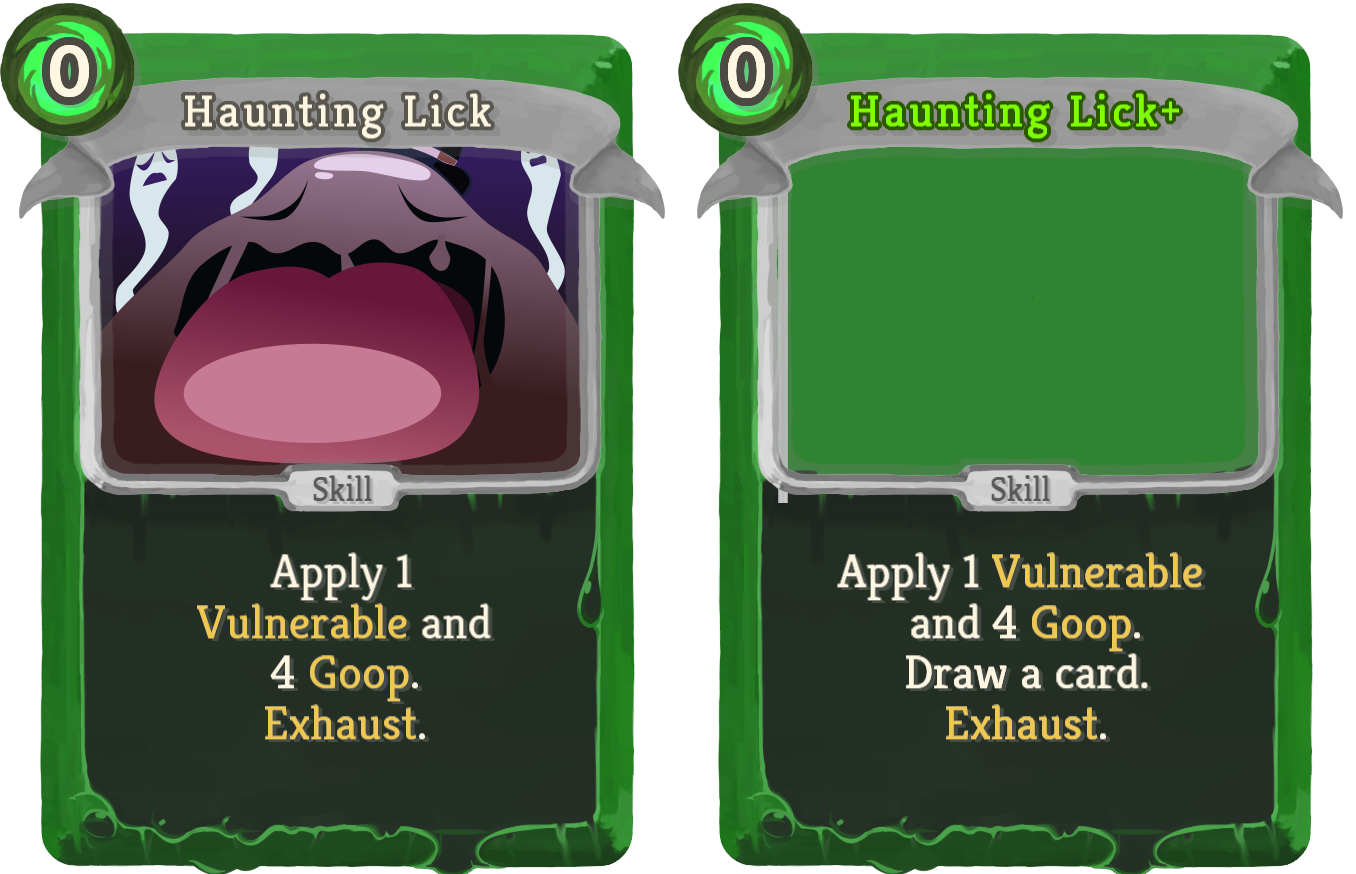 0
Haunting Lick
Skill
Apply 1
Vulnerable and
4 Goop.
Exhaust.
0
Haunting Lick+
Skill
Apply 1 Vulnerable
and 4 Goop.
Draw a card.
Exhaust.